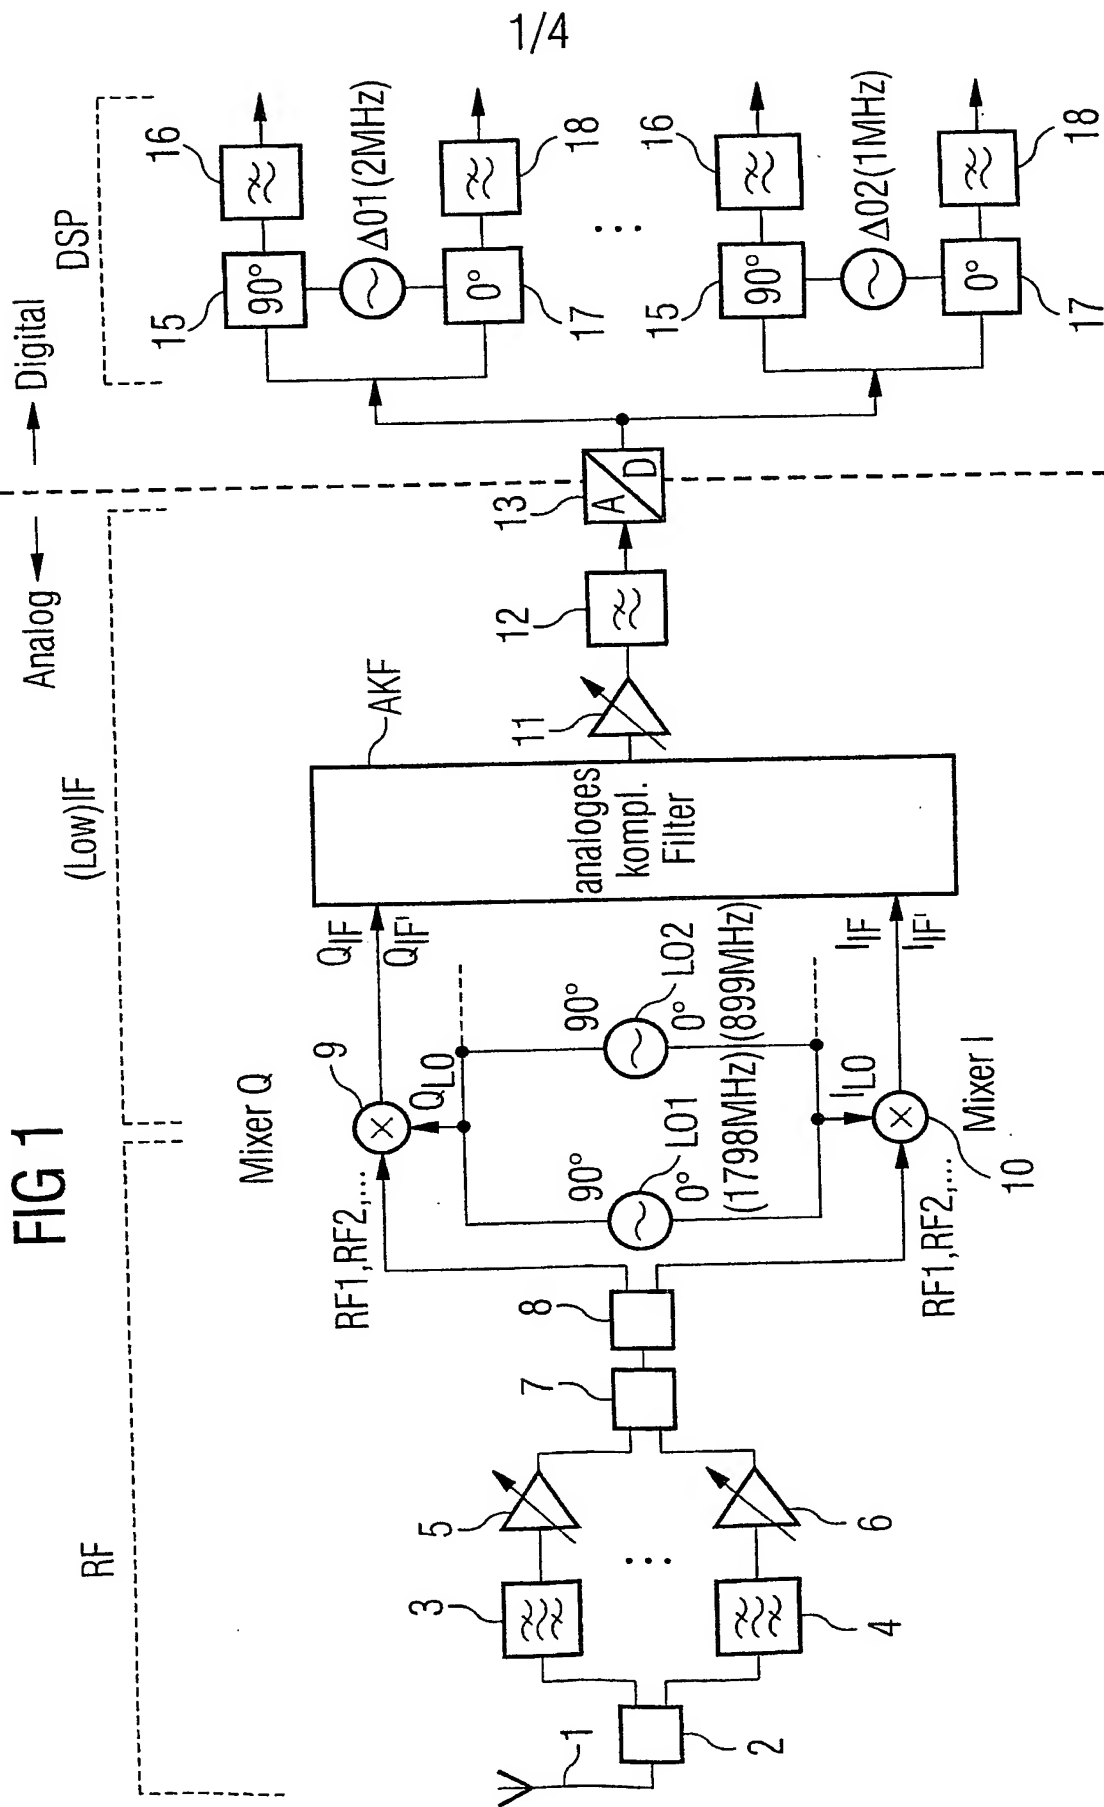 1/4
FIG 1
Analog
Digital
RF
(Low)IF
DSP
1
2
3
4
5
6
7
8
RF1,RF2,...
RF1,RF2,...
Mixer Q
9
Q_LO
90°
0°
LO1
(1798MHz)
90°
0°
LO2
(899MHz)
I_LO
10
Mixer I
Q_IF
Q_IF'
I_IF
I_IF'
AKF
analoges
kompl.
Filter
11
12
13
A
D
15
90°
16
Δ01(2MHz)
0°
17
18
...
15
90°
16
Δ02(1MHz)
0°
17
18